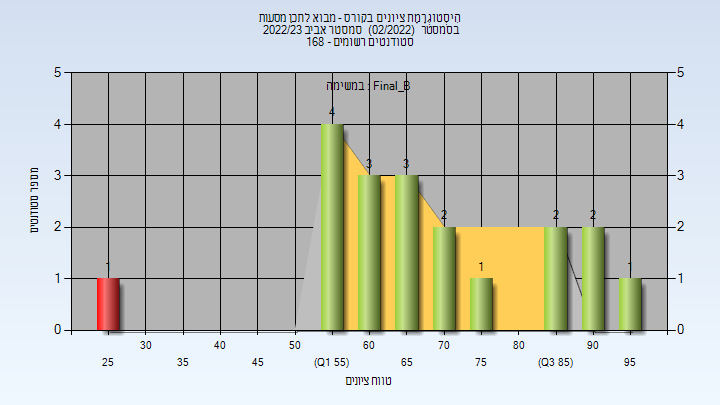 היסטוגרמת ציונים בקורס - מבוא לתכן מסעות
בסמסטר (02/2022) סמסטר אביב 2022/23
סטודנטים רשומים - 168
במשימה : Final_B
5
4
3
2
1
0
5
4
3
2
1
0
מספר סטודנטים
1
4
3
3
2
1
2
2
1
30 40 50 60 70 80 90
25 35 45 (Q1 55) 65 75 (Q3 85) 95
טווח ציונים